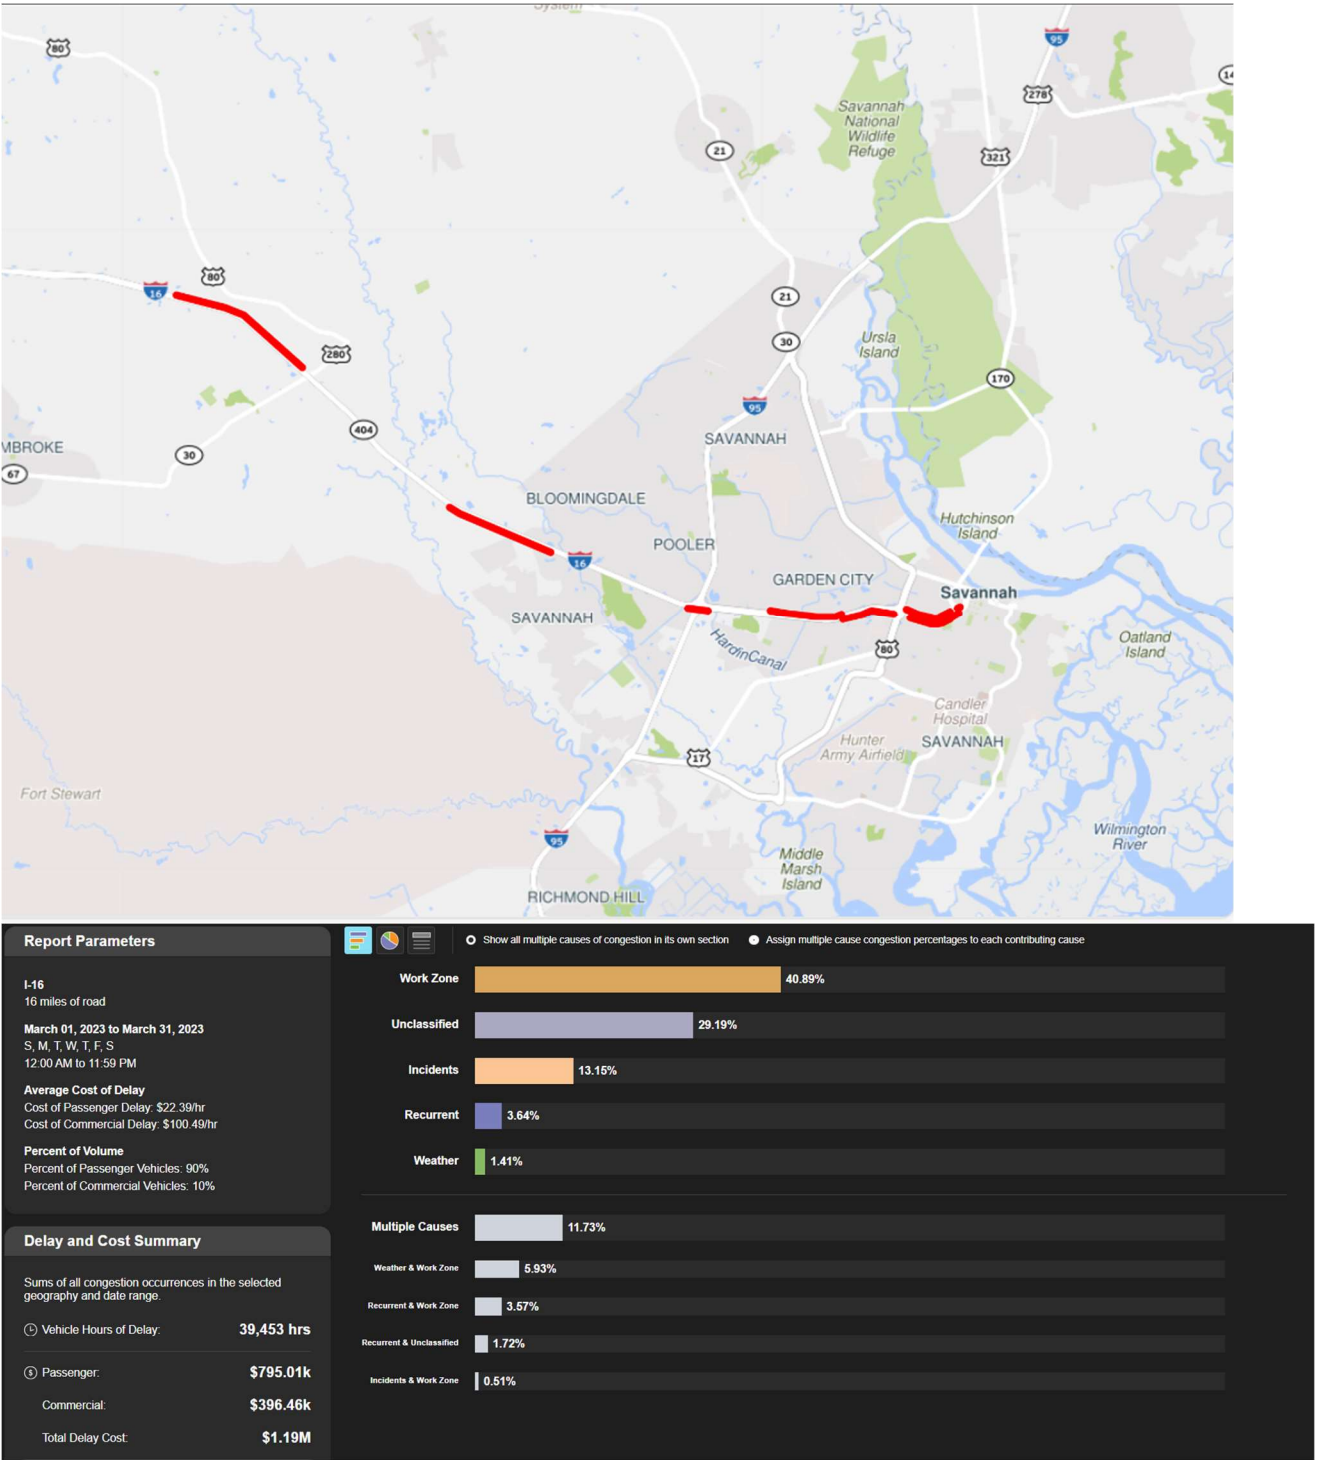 System
80
95
14
278
Savannah
National
Wildlife
Refuge
21
321
80
16
21
280
30
Ursla
Island
170
95
404
MBROKE
SAVANNAH
30
67
BLOOMINGDALE
Hutchinson
Island
POOLER
16
GARDEN CITY
Savannah
SAVANNAH
HardinCanal
80
Oatland
Island
Candler
Hospital
Hunter
Army Airfield
SAVANNAH
17
Fort Stewart
95
Wilmington
River
Middle
Marsh
Island
RICHMOND HILL
Report Parameters
I-16
16 miles of road
March 01, 2023 to March 31, 2023
S, M, T, W, T, F, S
12:00 AM to 11:59 PM
Average Cost of Delay
Cost of Passenger Delay: $22.39/hr
Cost of Commercial Delay: $100.49/hr
Percent of Volume
Percent of Passenger Vehicles: 90%
Percent of Commercial Vehicles: 10%
Delay and Cost Summary
Sums of all congestion occurrences in the selected
geography and date range.
Vehicle Hours of Delay: 39,453 hrs
Passenger: $795.01k
Commercial: $396.46k
Total Delay Cost: $1.19M
Show all multiple causes of congestion in its own section
Assign multiple cause congestion percentages to each contributing cause
Work Zone 40.89%
Unclassified 29.19%
Incidents 13.15%
Recurrent 3.64%
Weather 1.41%
Multiple Causes 11.73%
Weather & Work Zone 5.93%
Recurrent & Work Zone 3.57%
Recurrent & Unclassified 1.72%
Incidents & Work Zone 0.51%